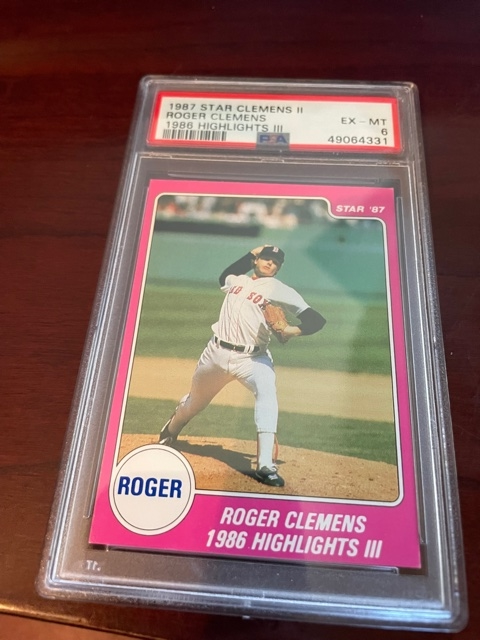 1987 STAR CLEMENS II
ROGER CLEMENS
1986 HIGHLIGHTS III
EX - MT
6
PSA
49064331
STAR '87
B
RED SOX
ROGER
ROGER CLEMENS
1986 HIGHLIGHTS III